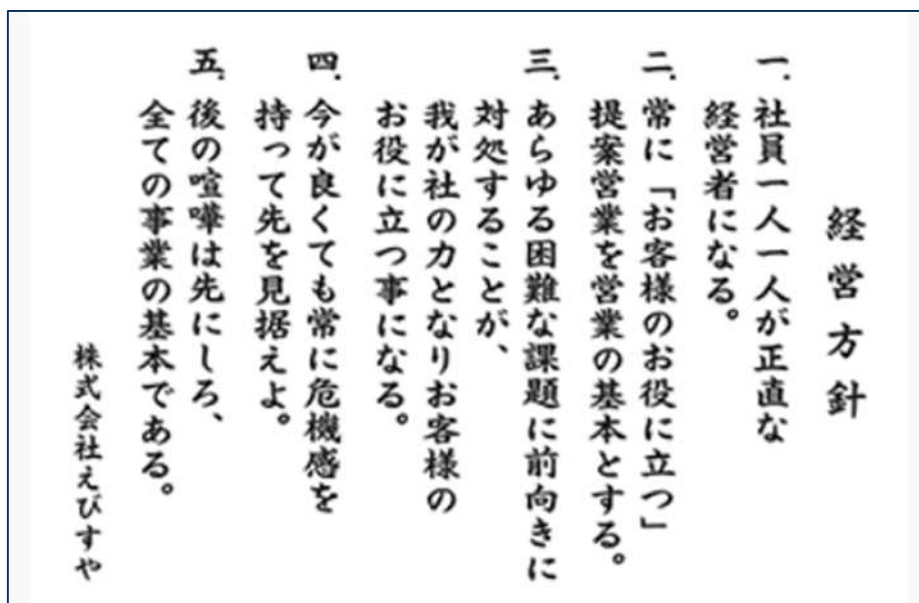 経営方針
一．社員一人一人が正直な
経営者になる。
二．常に「お客様のお役に立つ」
提案営業を営業の基本とする。
三．あらゆる困難な課題に前向きに
対処することが、
我が社の力となりお客様の
お役に立つ事になる。
四．今が良くても常に危機感を
持って先を見据えよ。
五．後の喧嘩は先にしろ、
全ての事業の基本である。
株式会社えびすや